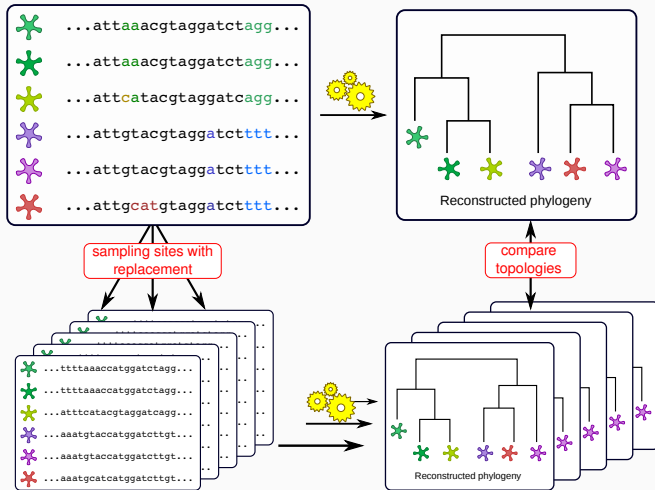 ...attaaacgtaggatctagg...
...attaaacgtaggatctagg...
...attcatacgtaggatcagg...
...attgtacgtaggatctttt...
...attgtacgtaggatctttt...
...attgcatgtaggatctttt...
Reconstructed phylogeny
sampling sites with
replacement
compare
topologies
...ttttaaaccatggatctagg...
...ttttaaaccatggatctagg...
...atttcatacgtaggatcagg...
...aaatgtaccatggatcttgt...
...aaatgtaccatggatcttgt...
...aaatgcatcatggatcttgt...
Reconstructed phylogeny